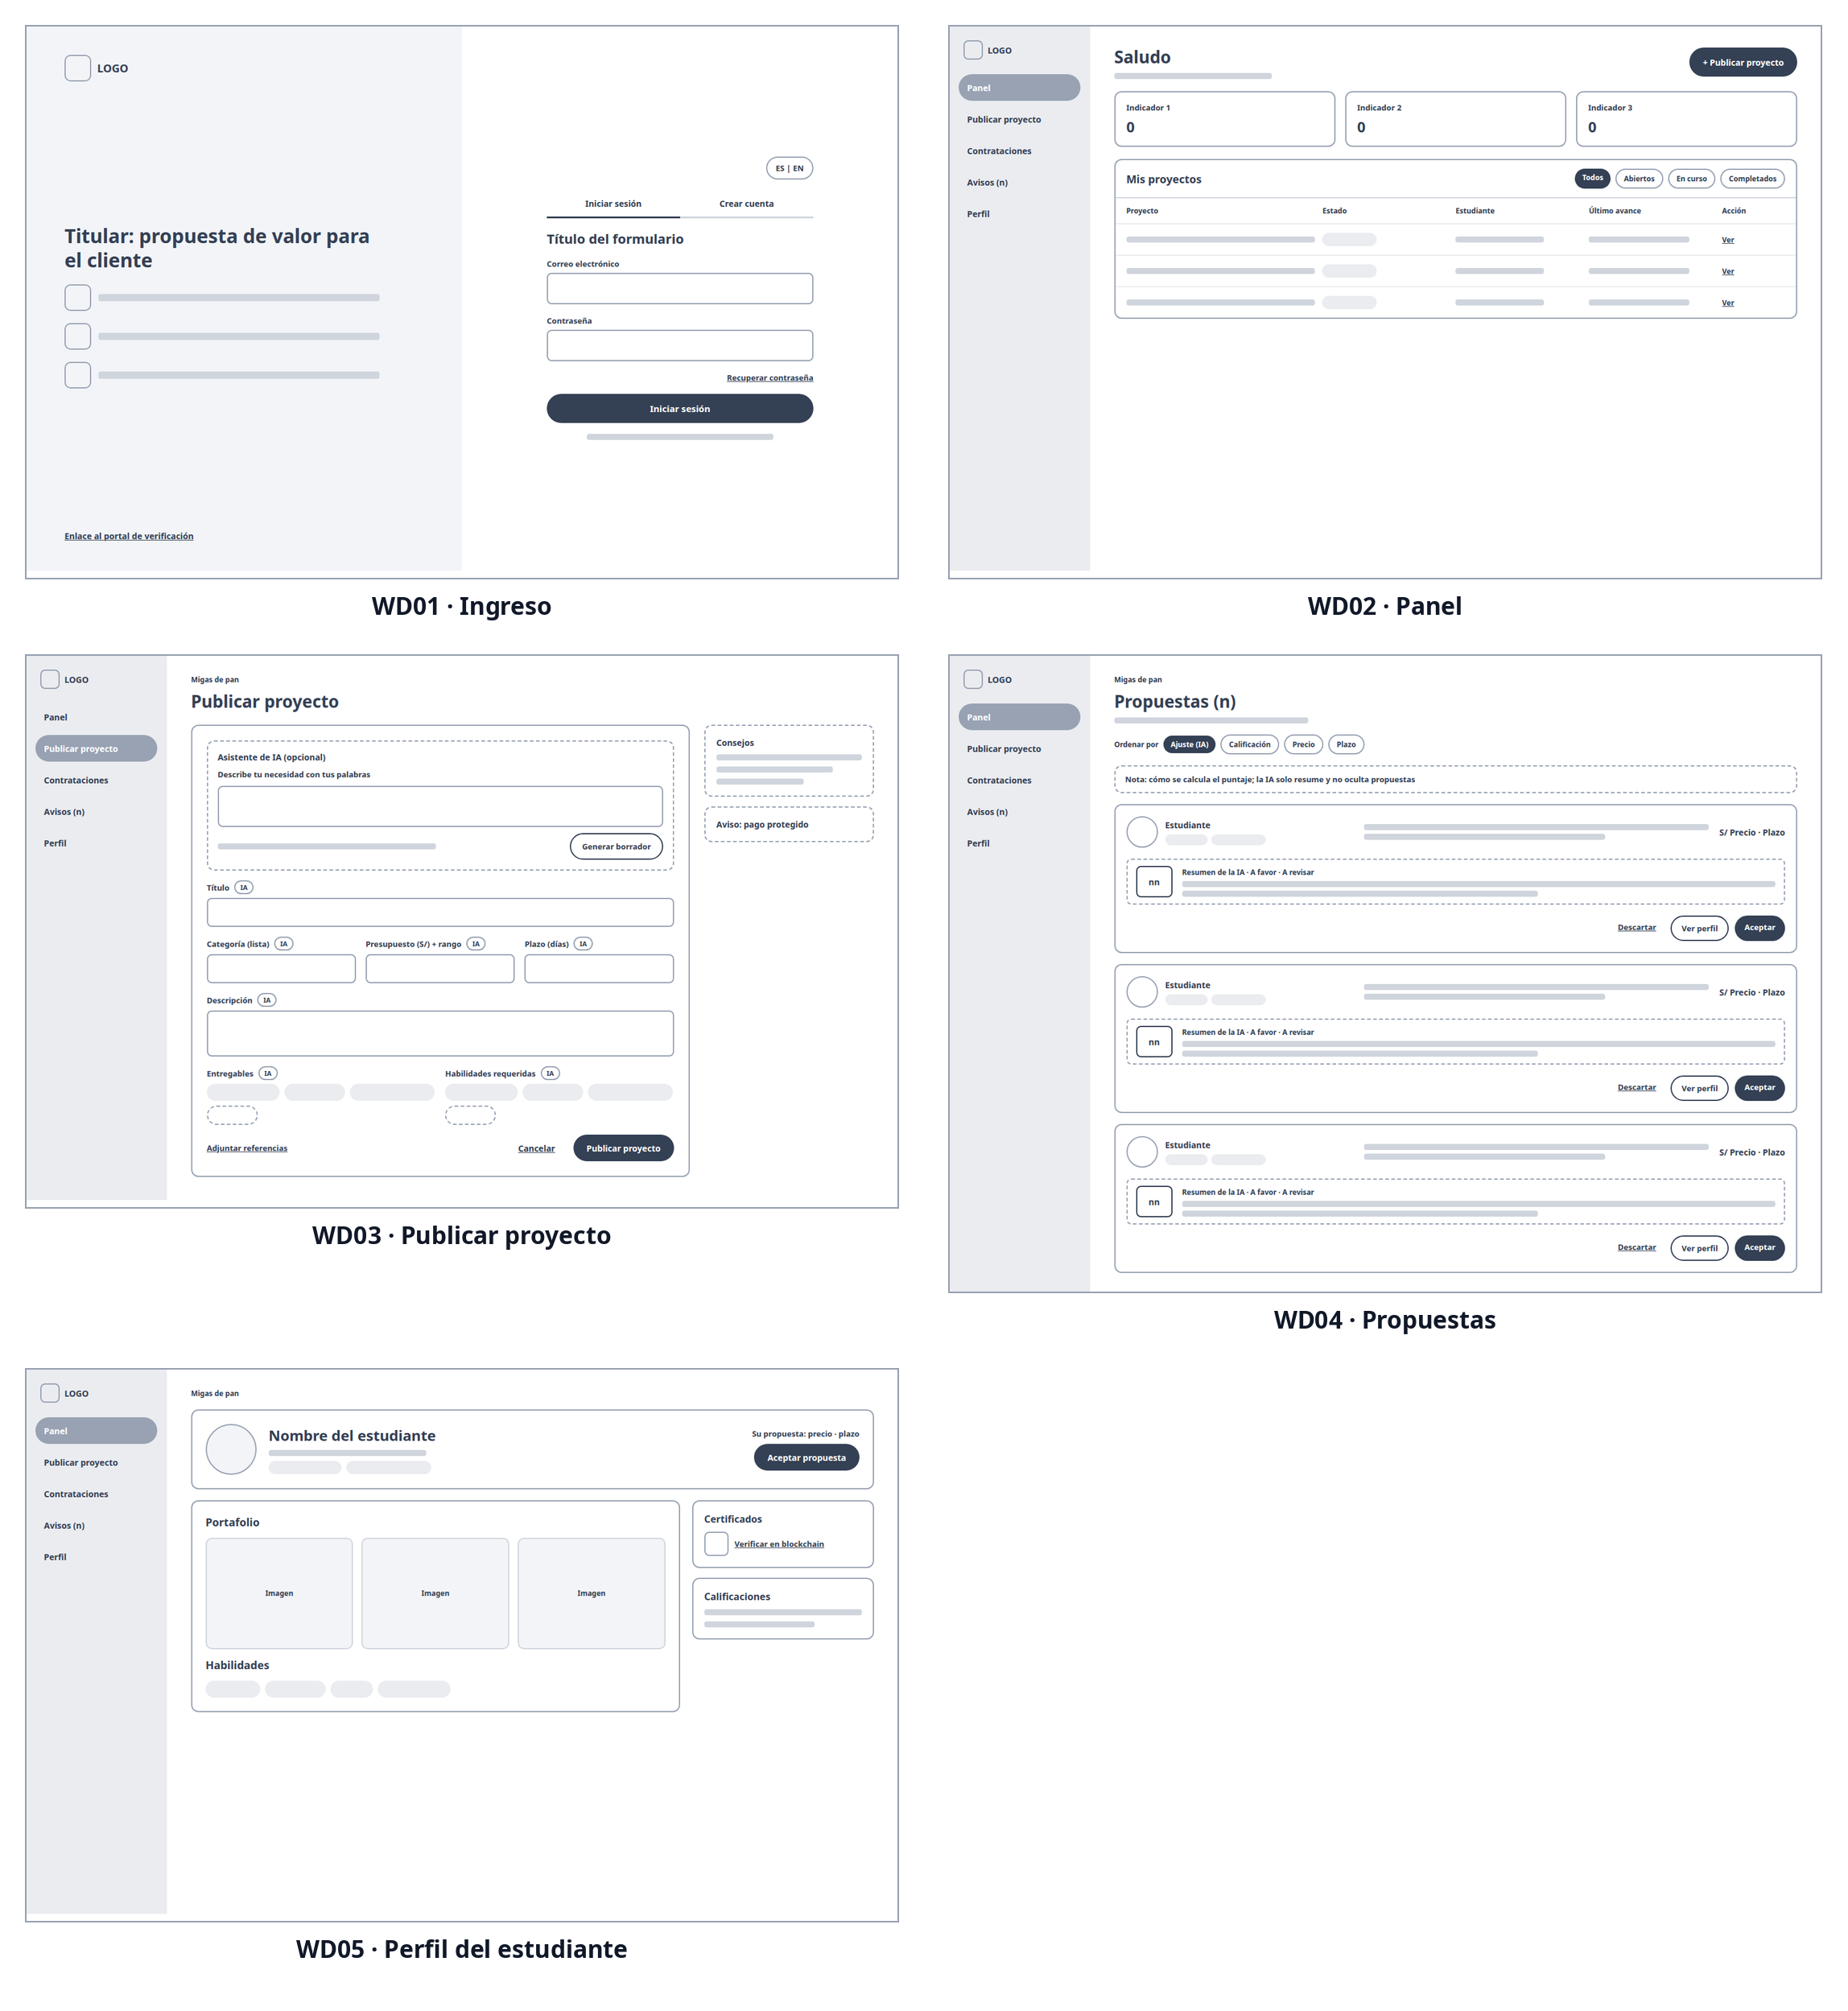 LOGO
Titular: propuesta de valor para
el cliente
Enlace al portal de verificación
ES | EN
Iniciar sesión
Crear cuenta
Título del formulario
Correo electrónico
Contraseña
Recuperar contraseña
Iniciar sesión
WD01 · Ingreso
LOGO
Panel
Publicar proyecto
Contrataciones
Avisos (n)
Perfil
Saludo
+ Publicar proyecto
Indicador 1
0
Indicador 2
0
Indicador 3
0
Mis proyectos
Todos
Abiertos
En curso
Completados
Proyecto
Estado
Estudiante
Último avance
Acción
Ver
Ver
Ver
WD02 · Panel
LOGO
Panel
Publicar proyecto
Contrataciones
Avisos (n)
Perfil
Migas de pan
Publicar proyecto
Asistente de IA (opcional)
Describe tu necesidad con tus palabras
Generar borrador
Título
IA
Categoría (lista)
IA
Presupuesto (S/) + rango
IA
Plazo (días)
IA
Descripción
IA
Entregables
IA
Habilidades requeridas
IA
Adjuntar referencias
Cancelar
Publicar proyecto
Consejos
Aviso: pago protegido
WD03 · Publicar proyecto
LOGO
Panel
Publicar proyecto
Contrataciones
Avisos (n)
Perfil
Migas de pan
Propuestas (n)
Ordenar por
Ajuste (IA)
Calificación
Precio
Plazo
Nota: cómo se calcula el puntaje; la IA solo resume y no oculta propuestas
Estudiante
S/ Precio · Plazo
nn
Resumen de la IA · A favor · A revisar
Descartar
Ver perfil
Aceptar
Estudiante
S/ Precio · Plazo
nn
Resumen de la IA · A favor · A revisar
Descartar
Ver perfil
Aceptar
Estudiante
S/ Precio · Plazo
nn
Resumen de la IA · A favor · A revisar
Descartar
Ver perfil
Aceptar
WD04 · Propuestas
LOGO
Panel
Publicar proyecto
Contrataciones
Avisos (n)
Perfil
Migas de pan
Nombre del estudiante
Su propuesta: precio · plazo
Aceptar propuesta
Portafolio
Imagen
Imagen
Imagen
Habilidades
Certificados
Verificar en blockchain
Calificaciones
WD05 · Perfil del estudiante